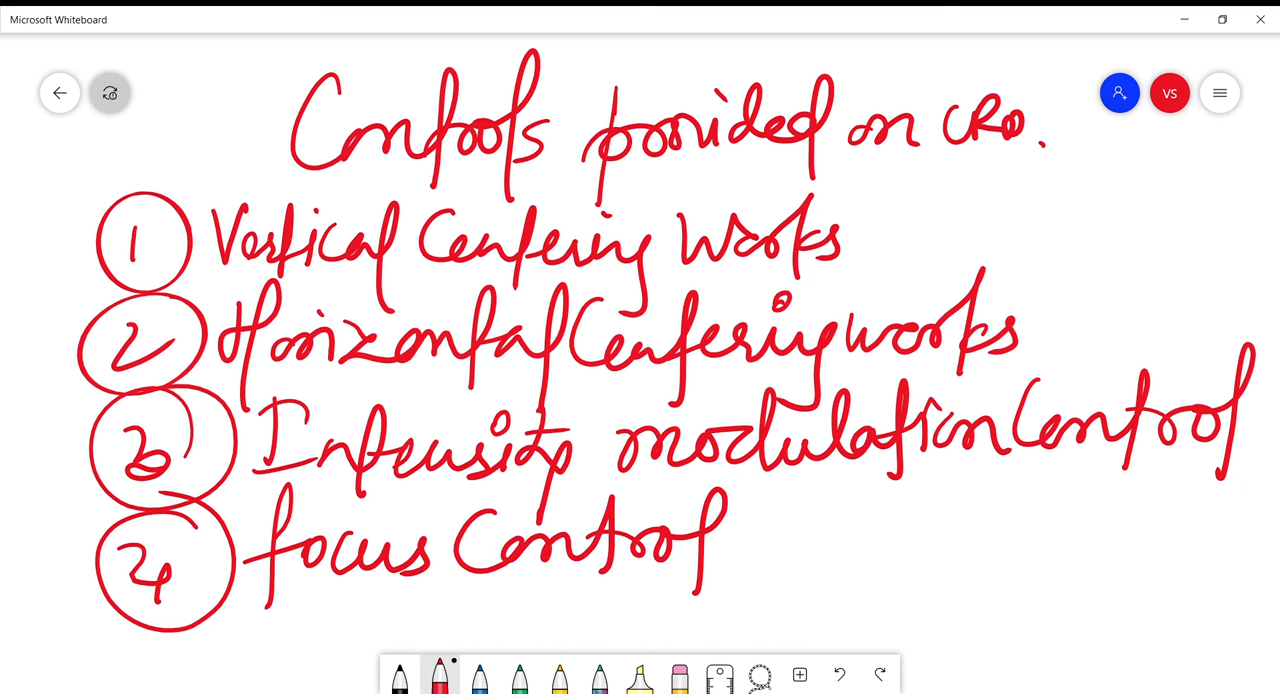 Microsoft Whiteboard
VS
Controls provided on CRO.
1 Vertical Centering Works
2 Horizontal Centering works
3 Intensity modulation Control
4 focus Control